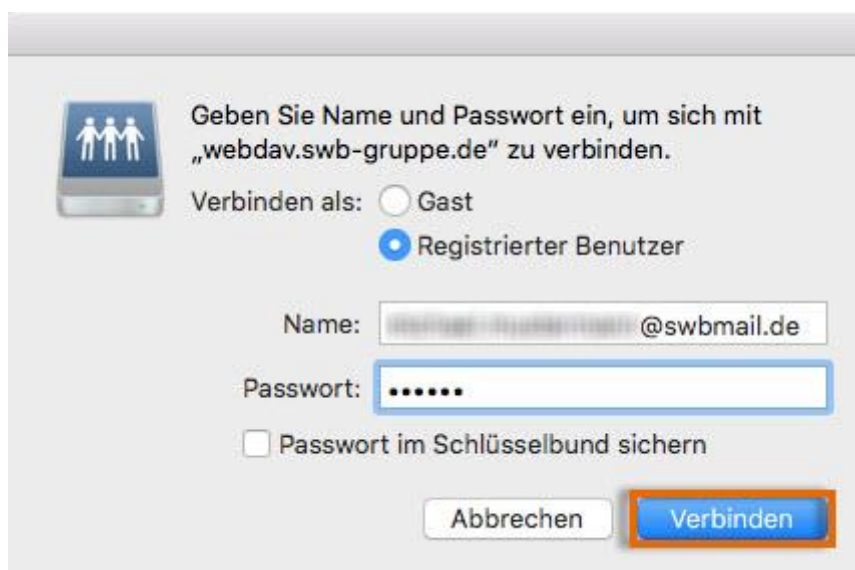 Geben Sie Name und Passwort ein, um sich mit
„webdav.swb-gruppe.de” zu verbinden.
Verbinden als: Gast
Registrierter Benutzer
Name: @swbmail.de
Passwort: ••••••
Passwort im Schlüsselbund sichern
Abbrechen Verbinden